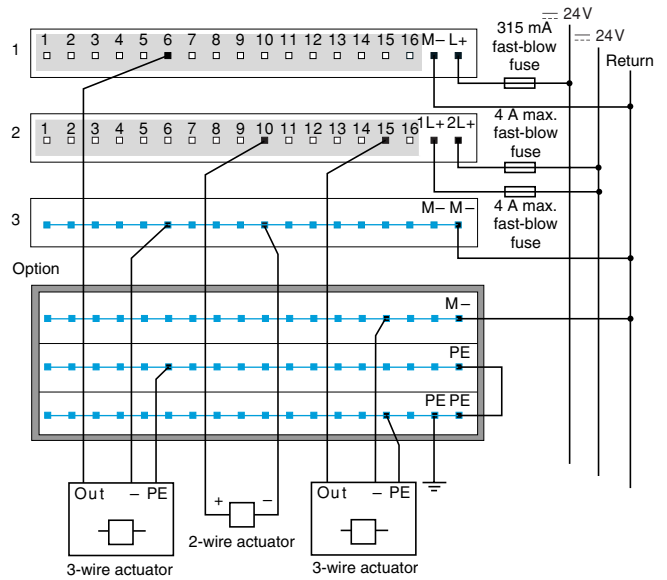 ⎓ 24V
315 mA
fast-blow
fuse
⎓ 24V
Return
1
1 2 3 4 5 6 7 8 9 10 11 12 13 14 15 16 M– L+
2
1 2 3 4 5 6 7 8 9 10 11 12 13 14 15 16 1L+ 2L+
4 A max.
fast-blow
fuse
3
M– M–
4 A max.
fast-blow
fuse
Option
M–
PE
PE PE
Out – PE
+ –
Out – PE
2-wire actuator
3-wire actuator
3-wire actuator